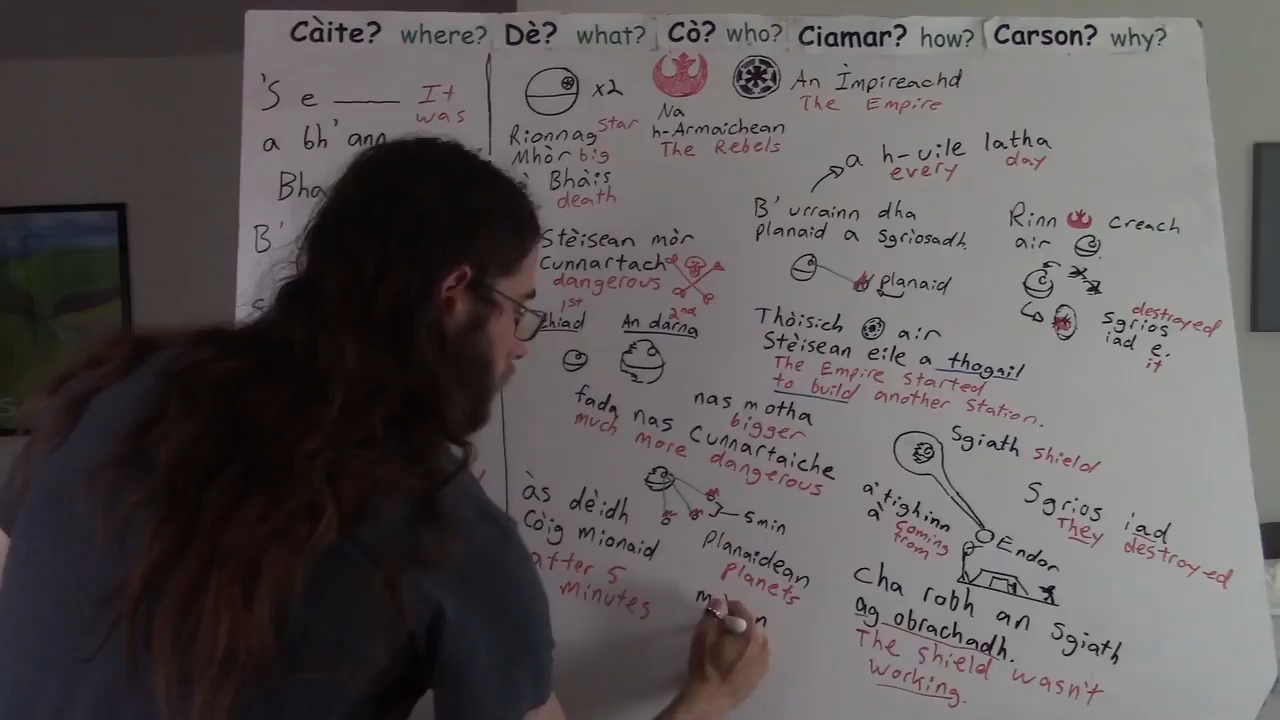 Càite? where? Dè? what? Cò? who? Ciamar? how? Carson? why?
'S e ____ It
was
a bh' ann
Bha
B'
x2
Rionnag Star
Mhòr big
Bhàis
death
Na
h-Armaichean
The Rebels
An Ìmpireachd
The Empire
a h-uile latha
every day
Stèisean mòr
Cunnartach
dangerous
1st
chiad
2nd
An dàrna
nas motha
bigger
fada nas Cunnartaiche
much more dangerous
às dèidh
Còig mionaid
after 5
minutes
5 min
planaidean
planets
B' urrainn dha
planaid a sgriosadh
planaid
Thòisich air
Stèisean eile a thogail
The Empire started
to build another station.
Rinn creach
air
destroyed
sgrios
iad e.
it
Sgiath shield
a' tighinn
à coming
from
Endor
Sgrios iad
They destroyed
Cha robh an Sgiath
ag obrachadh.
The shield wasn't
working.